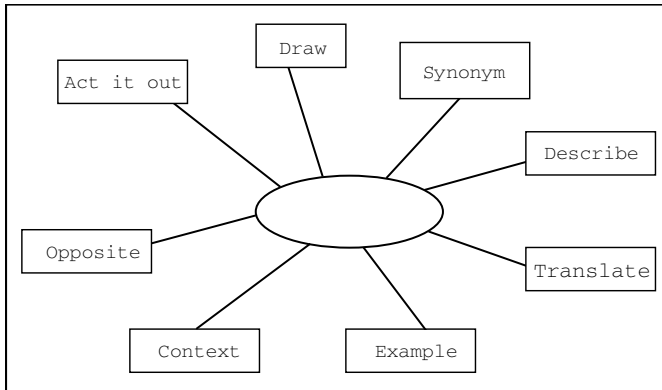 Draw
Synonym
Act it out
Describe
Opposite
Translate
Context
Example